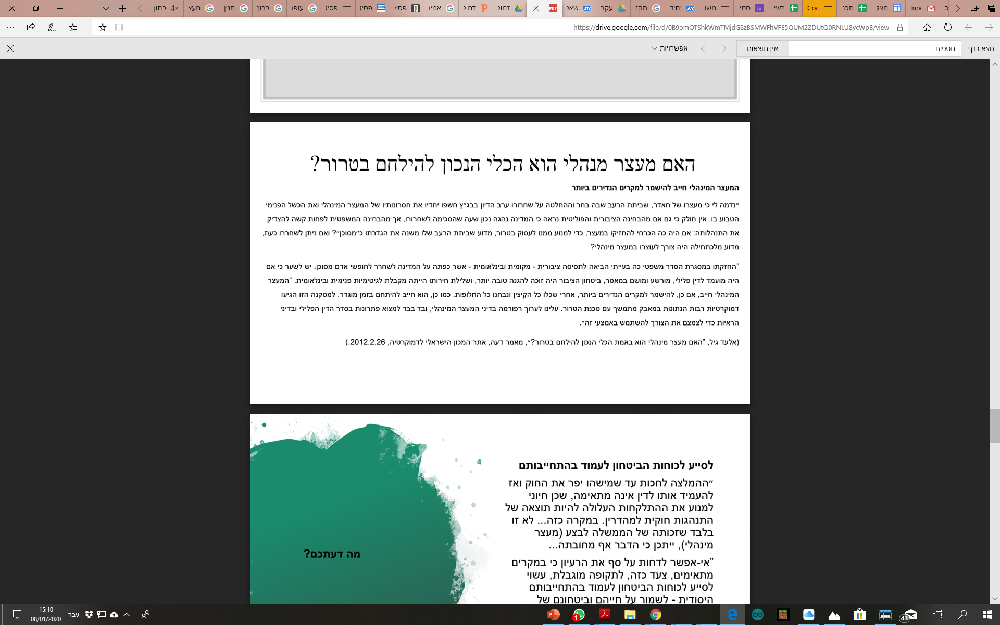 בתון
מעצ
חנין
ברוך
עופר
פסיי
פסיי
פסיי
אמיו
דמוכ
דמוכ
PDF
שאכ
עקר
תקנ
יחיד
משו
סמיו
רשיו
Goo
תכנ
מצג
Inbc
https://drive.google.com/file/d/0B9omQTShkWmTMjdGSzBSMWFhVFE5QUM2ZDUtQ0RNLU8ycWpB/view
מצא בדף
נוספות
אין תוצאות
אפשרויות
האם מעצר מנהלי הוא הכלי הנכון להילחם בטרור?
המעצר המינהלי חייב להישמר למקרים הנדירים ביותר
״נדמה לי כי מעצרו של חאדר, שביתת הרעב שבה בחר וההחלטה על שחרורו ערב הדיון בבג״ץ חשפו יחדיו את חסרונותיו של המעצר המינהלי ואת הכשל הפנימי
הטבוע בו. אין חולק כי גם אם מהבחינה הציבורית והפוליטית נראה כי המדינה נהגה נכון שעה שהסכימה לשחרורו, אך מהבחינה המשפטית לפחות קשה להצדיק
את התנהלותה: אם היה כה הכרחי להחזיקו במעצר, כדי למנוע ממנו לעסוק בטרור, מדוע שביתת הרעב שלו משנה את הגדרתו כ״מסוכן״? ואם ניתן לשחררו כעת,
מדוע מלכתחילה היה צורך לעוצרו במעצר מינהלי?
"החזקתו במסגרת הסדר משפטי כה בעייתי הביאה לתסיסה ציבורית - מקומית ובינלאומית - אשר כפתה על המדינה לשחרר לחופשי אדם מסוכן. יש לשער כי אם
היה מועמד לדין פלילי, מורשע ומושם במאסר, ביטחון הציבור היה זוכה להגנה טובה יותר, ושלילת חירותו הייתה מקבלת לגיטימיות פנימית ובינלאומית. "המעצר
המינהלי חייב, אם כן, להישמר למקרים הנדירים ביותר, אחרי שכלו כל הקיצין ונבחנו כל החלופות. כמו כן, הוא חייב להיתחם בזמן מוגדר. למסקנה הזו הגיעו
דמוקרטיות רבות הנתונות במאבק מתמשך עם סכנת הטרור. עלינו לערוך רפורמה בדיני המעצר המינהלי, ובד בבד למצוא פתרונות בסדר הדין הפלילי ובדיני
הראיות כדי לצמצם את הצורך להשתמש באמצעי זה״.
(אלעד גיל, "האם מעצר מינהלי הוא באמת הכלי הנכון להילחם בטרור?״, מאמר דעה, אתר המכון הישראלי לדמוקרטיה, 2012.2.26.)
לסייע לכוחות הביטחון לעמוד בהתחייבותם
״ההמלצה לחכות עד שמישהו יפר את החוק ואז
להעמיד אותו לדין אינה מתאימה, שכן חיוני
למנוע את ההתלקחות העלולה להיות תוצאה של
התנהגות חוקית למהדרין. במקרה כזה... לא זו
בלבד שזכותה של הממשלה לבצע (מעצר
מינהלי), ייתכן כי הדבר אף מחובתה...
"אי-אפשר לדחות על סף את הרעיון כי במקרים
מתאימים, צעד כזה, לתקופה מוגבלת, עשוי
לסייע לכוחות הביטחון לעמוד בהתחייבותם
היסודית - לשמור על חייהם וביטחונם של
מה דעתכם?
15:10
08/01/2020
עבר
1
43